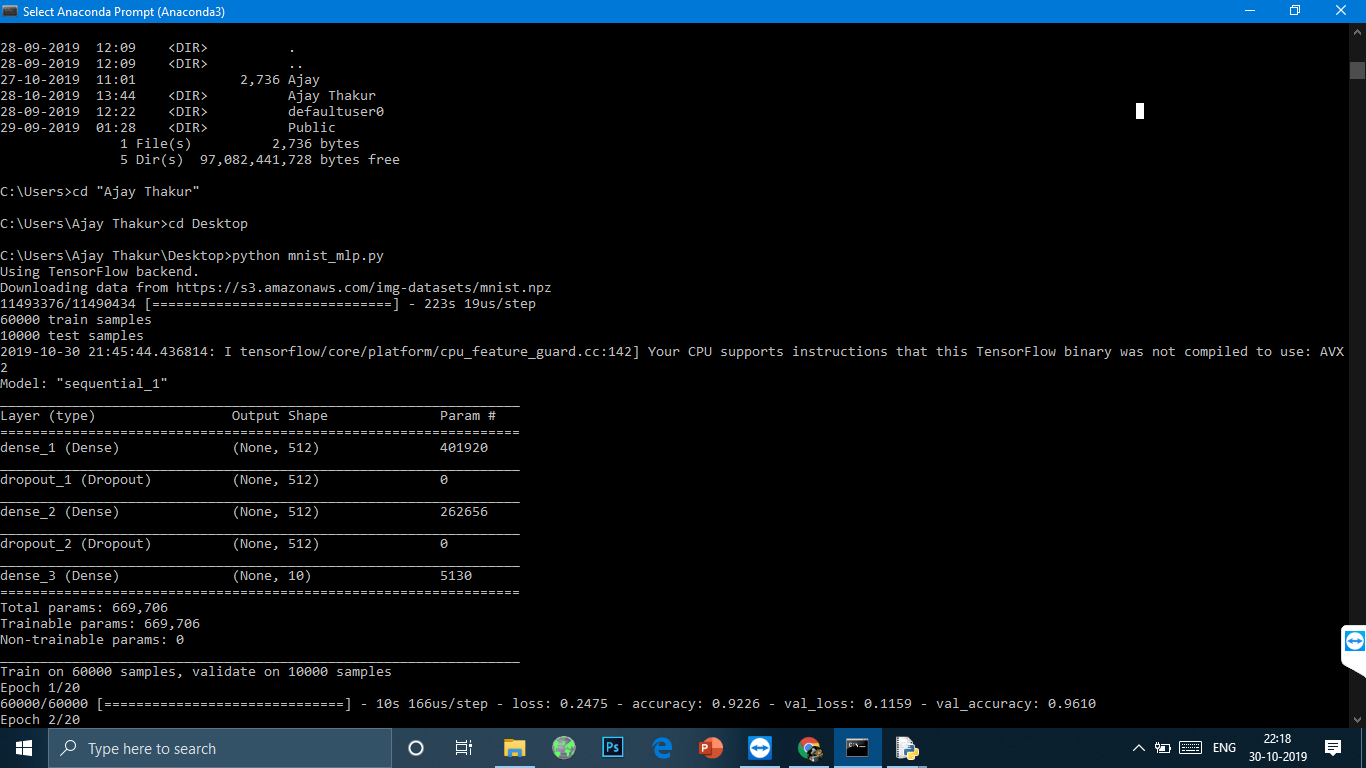 Select Anaconda Prompt (Anaconda3)
28-09-2019  12:09    <DIR>          .
28-09-2019  12:09    <DIR>          ..
27-10-2019  11:01             2,736 Ajay
28-10-2019  13:44    <DIR>          Ajay Thakur
28-09-2019  12:22    <DIR>          defaultuser0
29-09-2019  01:28    <DIR>          Public
1 File(s)          2,736 bytes
5 Dir(s)  97,082,441,728 bytes free
C:\Users>cd "Ajay Thakur"
C:\Users\Ajay Thakur>cd Desktop
C:\Users\Ajay Thakur\Desktop>python mnist_mlp.py
Using TensorFlow backend.
Downloading data from https://s3.amazonaws.com/img-datasets/mnist.npz
11493376/11490434 [==============================] - 223s 19us/step
60000 train samples
10000 test samples
2019-10-30 21:45:44.436814: I tensorflow/core/platform/cpu_feature_guard.cc:142] Your CPU supports instructions that this TensorFlow binary was not compiled to use: AVX
2
Model: "sequential_1"
_________________________________________________________________
Layer (type)                 Output Shape              Param #
=================================================================
dense_1 (Dense)              (None, 512)               401920
_________________________________________________________________
dropout_1 (Dropout)          (None, 512)               0
_________________________________________________________________
dense_2 (Dense)              (None, 512)               262656
_________________________________________________________________
dropout_2 (Dropout)          (None, 512)               0
_________________________________________________________________
dense_3 (Dense)              (None, 10)                5130
=================================================================
Total params: 669,706
Trainable params: 669,706
Non-trainable params: 0
_________________________________________________________________
Train on 60000 samples, validate on 10000 samples
Epoch 1/20
60000/60000 [==============================] - 10s 166us/step - loss: 0.2475 - accuracy: 0.9226 - val_loss: 0.1159 - val_accuracy: 0.9610
Epoch 2/20
Type here to search
Ps
ENG
22:18
30-10-2019